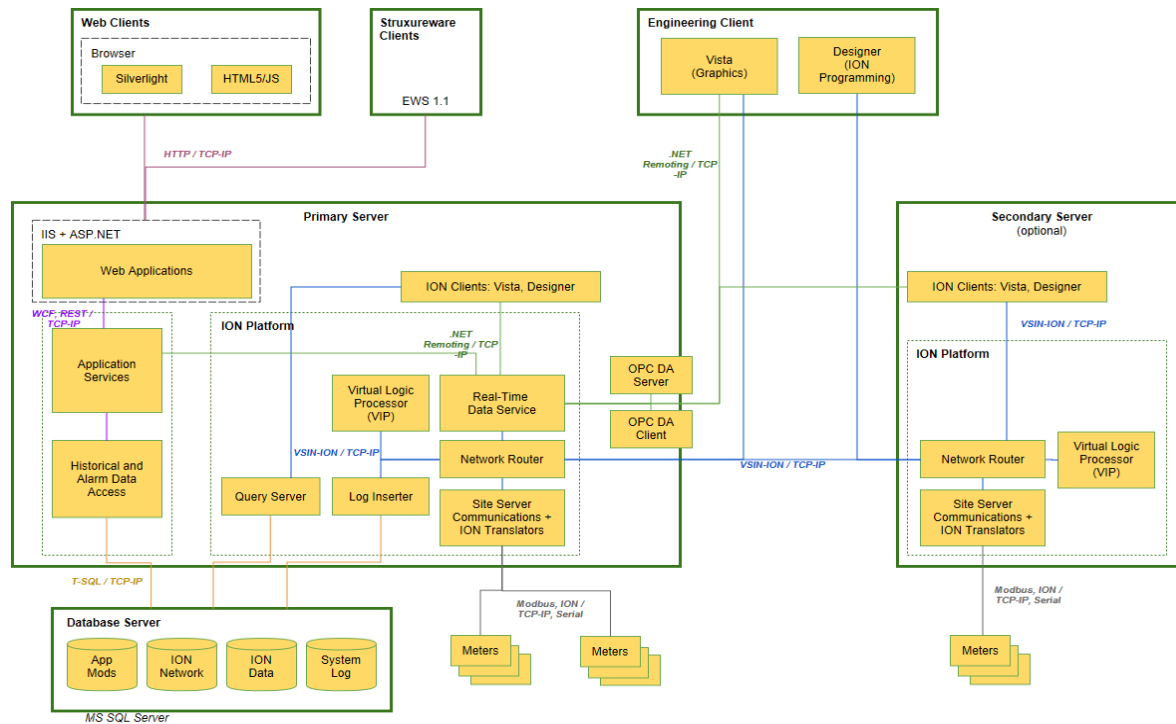 Web Clients
Browser
Silverlight
HTML5/JS
Struxureware
Clients
EWS 1.1
Engineering Client
Vista
(Graphics)
Designer
(ION
Programming)
HTTP / TCP-IP
.NET
Remoting / TCP
-IP
Primary Server
IIS + ASP.NET
Web Applications
WCF, REST /
TCP-IP
Application
Services
Historical and
Alarm Data
Access
ION Clients: Vista, Designer
ION Platform
.NET
Remoting / TCP
-IP
Virtual Logic
Processor
(VIP)
Real-Time
Data Service
OPC DA
Server
OPC DA
Client
VSIN-ION / TCP-IP
Network Router
Query Server
Log Inserter
Site Server
Communications +
ION Translators
VSIN-ION / TCP-IP
Secondary Server
(optional)
ION Clients: Vista, Designer
VSIN-ION / TCP-IP
ION Platform
Network Router
Virtual Logic
Processor
(VIP)
Site Server
Communications +
ION Translators
T-SQL / TCP-IP
Modbus, ION /
TCP-IP, Serial
Modbus, ION /
TCP-IP, Serial
Database Server
App
Mods
ION
Network
ION
Data
System
Log
MS SQL Server
Meters
Meters
Meters